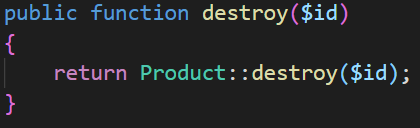 public function destroy($id)
{
    return Product::destroy($id);
}